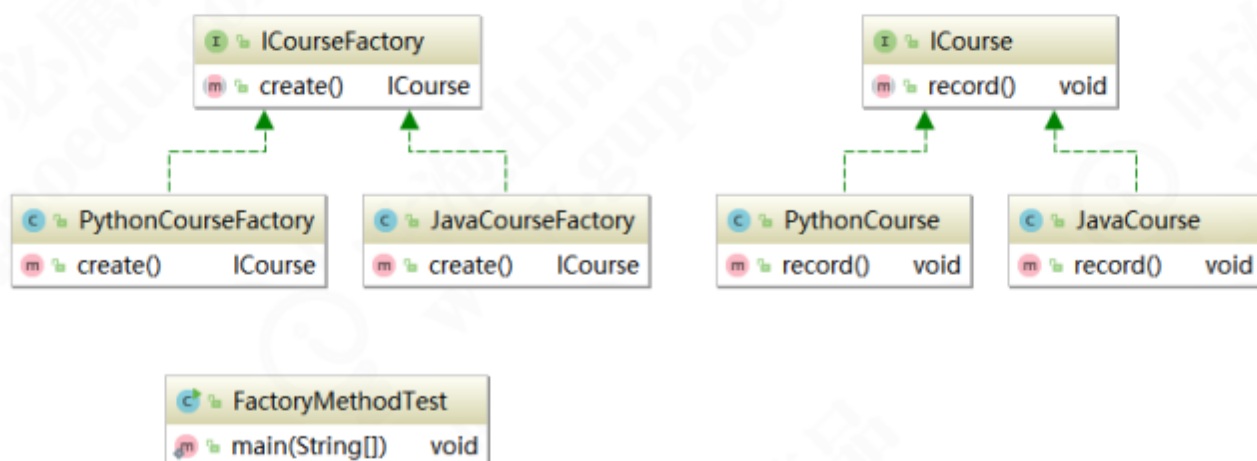 ICourseFactory
create() ICourse
ICourse
record() void
PythonCourseFactory
create() ICourse
JavaCourseFactory
create() ICourse
PythonCourse
record() void
JavaCourse
record() void
FactoryMethodTest
main(String[]) void